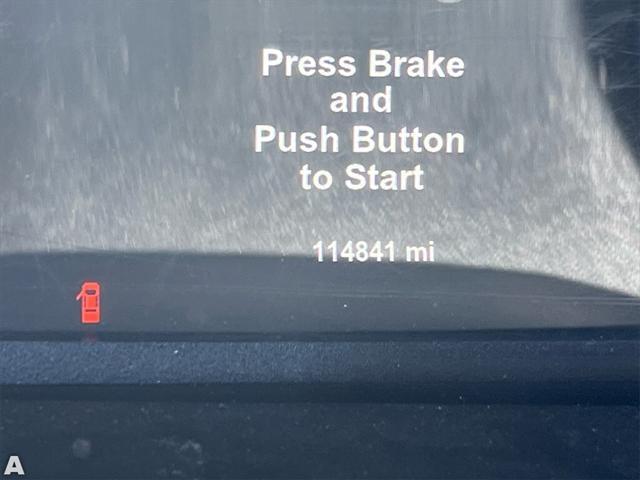 Press Brake
and
Push Button
to Start
114841 mi
A